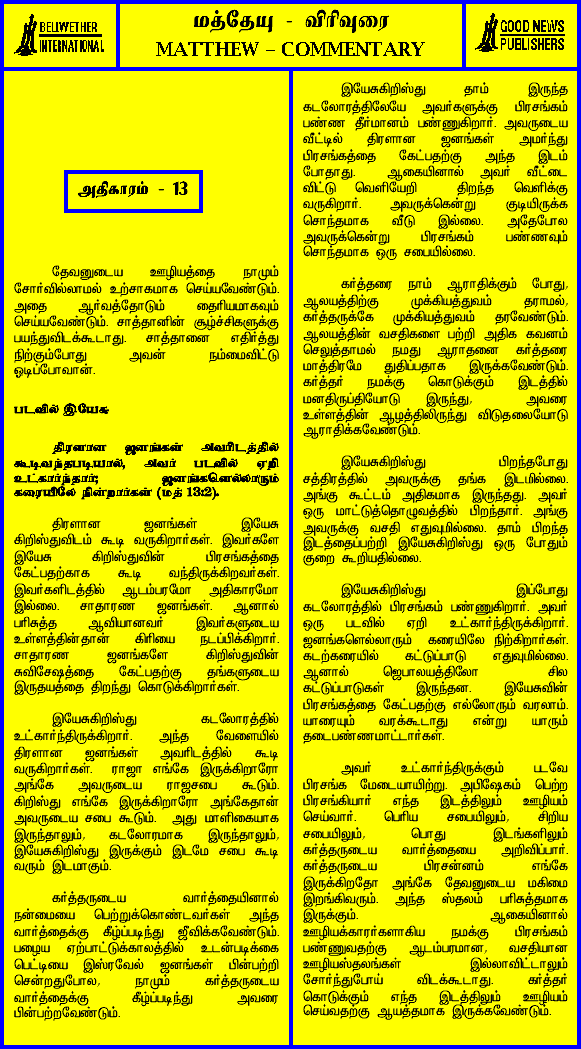 BELIWETHER
INTERNATIONAL
மத்தேயு - விரிவுரை
MATTHEW – COMMENTARY
GOOD NEWS
PUBLISHERS
அதிகாரம் - 13
தேவனுடைய ஊழியத்தை நாமும்
சோர்வில்லாமல் உற்சாகமாக செய்யவேண்டும்.
அதை ஆர்வத்தோடும் தைரியமாகவும்
செய்யவேண்டும். சாத்தானின் சூழ்ச்சிகளுக்கு
பயந்துவிடக்கூடாது. சாத்தானை எதிர்த்து
நிற்கும்போது அவன் நம்மைவிட்டு
ஓடிப்போவான்.
படவில் இயேசு
திரளான ஜனங்கள் அவரிடத்தில்
கூடிவந்தபடியால், அவர் படவில் ஏறி
உட்கார்ந்தார்; ஜனங்களெல்லாரும்
கரையிலே நின்றார்கள் (மத் 13:2).
திரளான ஜனங்கள் இயேசு
கிறிஸ்துவிடம் கூடி வருகிறார்கள். இவர்களே
இயேசு கிறிஸ்துவின் பிரசங்கத்தை
கேட்பதற்காக கூடி வந்திருக்கிறவர்கள்.
இவர்களிடத்தில் ஆடம்பரமோ அதிகாரமோ
இல்லை. சாதாரண ஜனங்கள். ஆனால்
பரிசுத்த ஆவியானவர் இவர்களுடைய
உள்ளத்தின்தான் கிரியை நடப்பிக்கிறார்.
சாதாரண ஜனங்களே கிறிஸ்துவின்
சுவிசேஷத்தை கேட்பதற்கு தங்களுடைய
இருதயத்தை திறந்து கொடுக்கிறார்கள்.
இயேசுகிறிஸ்து கடலோரத்தில்
உட்கார்ந்திருக்கிறார். அந்த வேளையில்
திரளான ஜனங்கள் அவரிடத்தில் கூடி
வருகிறார்கள். ராஜா எங்கே இருக்கிறாரோ
அங்கே அவருடைய ராஜசபை கூடும்.
கிறிஸ்து எங்கே இருக்கிறாரோ அங்கேதான்
அவருடைய சபை கூடும். அது மாளிகையாக
இருந்தாலும், கடலோரமாக இருந்தாலும்,
இயேசுகிறிஸ்து இருக்கும் இடமே சபை கூடி
வரும் இடமாகும்.
கர்த்தருடைய வார்த்தையினால்
நன்மையை பெற்றுக்கொண்டவர்கள் அந்த
வார்த்தைக்கு கீழ்ப்படிந்து ஜீவிக்கவேண்டும்.
பழைய ஏற்பாட்டுக்காலத்தில் உடன்படிக்கை
பெட்டியை இஸ்ரவேல் ஜனங்கள் பின்பற்றி
சென்றதுபோல, நாமும் கர்த்தருடைய
வார்த்தைக்கு கீழ்ப்படிந்து அவரை
பின்பற்றவேண்டும்.
இயேசுகிறிஸ்து தாம் இருந்த
கடலோரத்திலேயே அவர்களுக்கு பிரசங்கம்
பண்ண தீர்மானம் பண்ணுகிறார். அவருடைய
வீட்டில் திரளான ஜனங்கள் அமர்ந்து
பிரசங்கத்தை கேட்பதற்கு அந்த இடம்
போதாது. ஆகையினால் அவர் வீட்டை
விட்டு வெளியேறி திறந்த வெளிக்கு
வருகிறார். அவருக்கென்று குடியிருக்க
சொந்தமாக வீடு இல்லை. அதேபோல
அவருக்கென்று பிரசங்கம் பண்ணவும்
சொந்தமாக ஒரு சபையில்லை.
கர்த்தரை நாம் ஆராதிக்கும் போது,
ஆலயத்திற்கு முக்கியத்துவம் தராமல்,
கர்த்தருக்கே முக்கியத்துவம் தரவேண்டும்.
ஆலயத்தின் வசதிகளை பற்றி அதிக கவனம்
செலுத்தாமல் நமது ஆராதனை கர்த்தரை
மாத்திரமே துதிப்பதாக இருக்கவேண்டும்.
கர்த்தர் நமக்கு கொடுக்கும் இடத்தில்
மனதிருப்தியோடு இருந்து, அவரை
உள்ளத்தின் ஆழத்திலிருந்து விடுதலையோடு
ஆராதிக்கவேண்டும்.
இயேசுகிறிஸ்து பிறந்தபோது
சத்திரத்தில் அவருக்கு தங்க இடமில்லை.
அங்கு கூட்டம் அதிகமாக இருந்தது. அவர்
ஒரு மாட்டுத்தொழுவத்தில் பிறந்தார். அங்கு
அவருக்கு வசதி எதுவுமில்லை. தாம் பிறந்த
இடத்தைப்பற்றி இயேசுகிறிஸ்து ஒரு போதும்
குறை கூறியதில்லை.
இயேசுகிறிஸ்து இப்போது
கடலோரத்தில் பிரசங்கம் பண்ணுகிறார். அவர்
ஒரு படவில் ஏறி உட்கார்ந்திருக்கிறார்.
ஜனங்களெல்லாரும் கரையிலே நிற்கிறார்கள்.
கடற்கரையில் கட்டுப்பாடு எதுவுமில்லை.
ஆனால் ஜெபாலயத்திலோ சில
கட்டுப்பாடுகள் இருந்தன. இயேசுவின்
பிரசங்கத்தை கேட்பதற்கு எல்லோரும் வரலாம்.
யாரையும் வரக்கூடாது என்று யாரும்
தடைபண்ணமாட்டார்கள்.
அவர் உட்கார்ந்திருக்கும் படவே
பிரசங்க மேடையாயிற்று. அபிஷேகம் பெற்ற
பிரசங்கியார் எந்த இடத்திலும் ஊழியம்
செய்வார். பெரிய சபையிலும், சிறிய
சபையிலும், பொது இடங்களிலும்
கர்த்தருடைய வார்த்தையை அறிவிப்பார்.
கர்த்தருடைய பிரசன்னம் எங்கே
இருக்கிறதோ அங்கே தேவனுடைய மகிமை
இறங்கிவரும். அந்த ஸ்தலம் பரிசுத்தமாக
இருக்கும். ஆகையினால்
ஊழியக்காரர்களாகிய நமக்கு பிரசங்கம்
பண்ணுவதற்கு ஆடம்பரமான, வசதியான
ஊழியஸ்தலங்கள் இல்லாவிட்டாலும்
சோர்ந்துபோய் விடக்கூடாது. கர்த்தர்
கொடுக்கும் எந்த இடத்திலும் ஊழியம்
செய்வதற்கு ஆயத்தமாக இருக்கவேண்டும்.